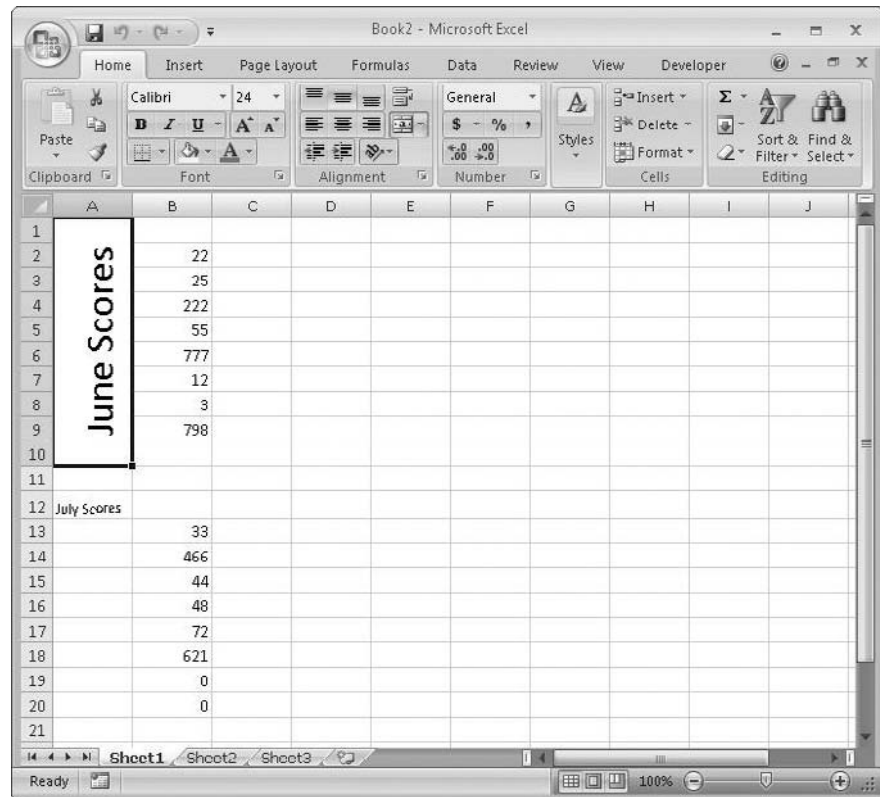 Book2 - Microsoft Excel
Home Insert Page Layout Formulas Data Review View Developer
Paste
Clipboard
Calibri 24
B I U A A
A
Font
Alignment
General
$ % ,
.00 .0
Number
Styles
Insert
Delete
Format
Cells
Σ
Sort & Filter
Find & Select
Editing
A B C D E F G H I J
1
2 22
3 25
4 222
5 55
6 777
7 12
8 3
9 798
10
June Scores
11
12 July Scores
13 33
14 466
15 44
16 48
17 72
18 621
19 0
20 0
21
Sheet1 Sheet2 Sheet3
Ready 100%